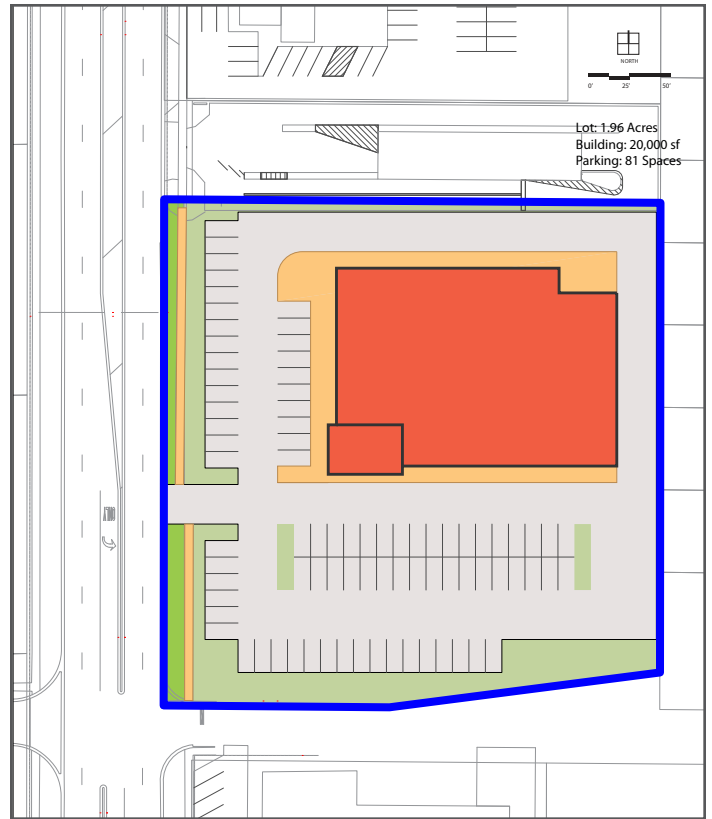 NORTH
0' 25' 50'
Lot: 1.96 Acres
Building: 20,000 sf
Parking: 81 Spaces